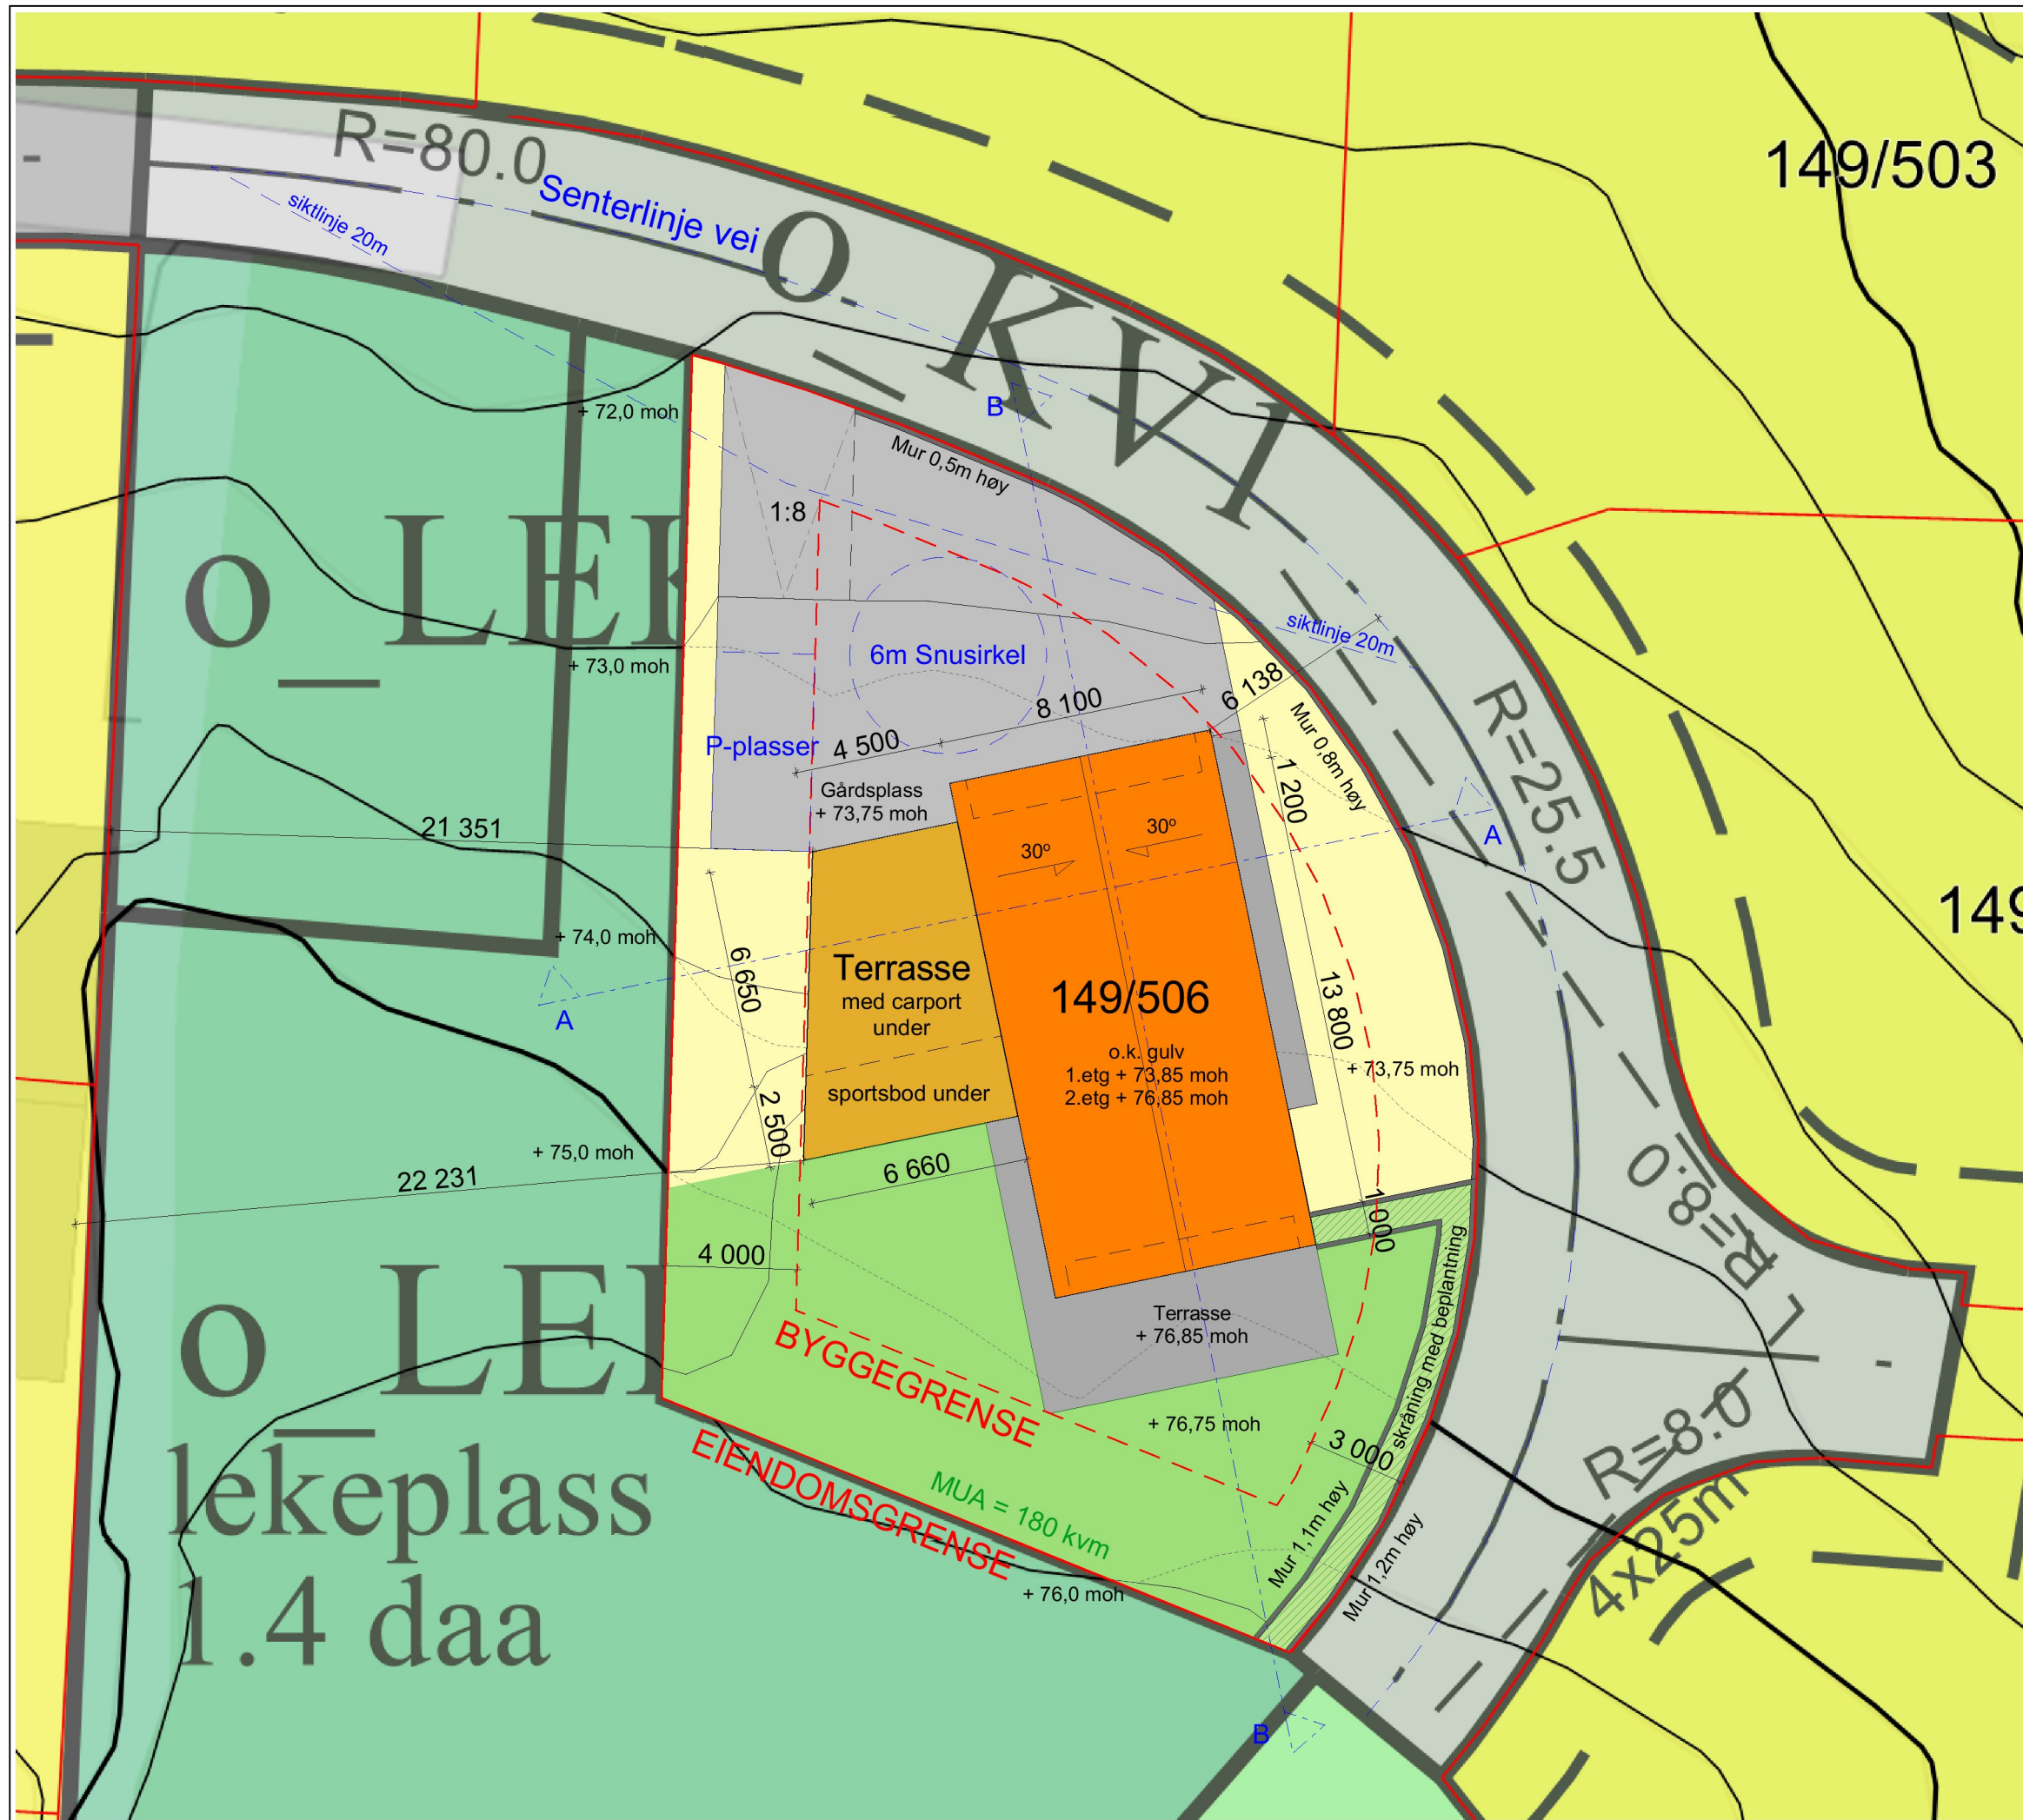 149/503
R=80.0
Senterlinje vei
siktlinje 20m
O_KVI
B
+ 72,0 moh
Mur 0,5m høy
1:8
o_LEK
+ 73,0 moh
siktlinje 20m
6m Snusirkel
6 138
8 100
4 500
P-plasser
Mur 0,8m høy
R=25.5
Gårdsplass
+ 73,75 moh
1 200
21 351
30º
30º
A
149
+ 74,0 moh
6 650
Terrasse
med carport
under
149/506
13 800
A
o.k. gulv
1.etg + 73,85 moh
2.etg + 76,85 moh
+ 73,75 moh
sportsbod under
2 500
+ 75,0 moh
22 231
6 660
R=8.0
1 000
4 000
o_LEK
Terrasse
+ 76,85 moh
BYGGEGRENSE
skråning med beplantning
+ 76,75 moh
3 000
R=8.0
EIENDOMSGRENSE
MUA = 180 kvm
lekeplass
1.4 daa
Mur 1,1m høy
Mur 1,2m høy
4x25m
+ 76,0 moh
B